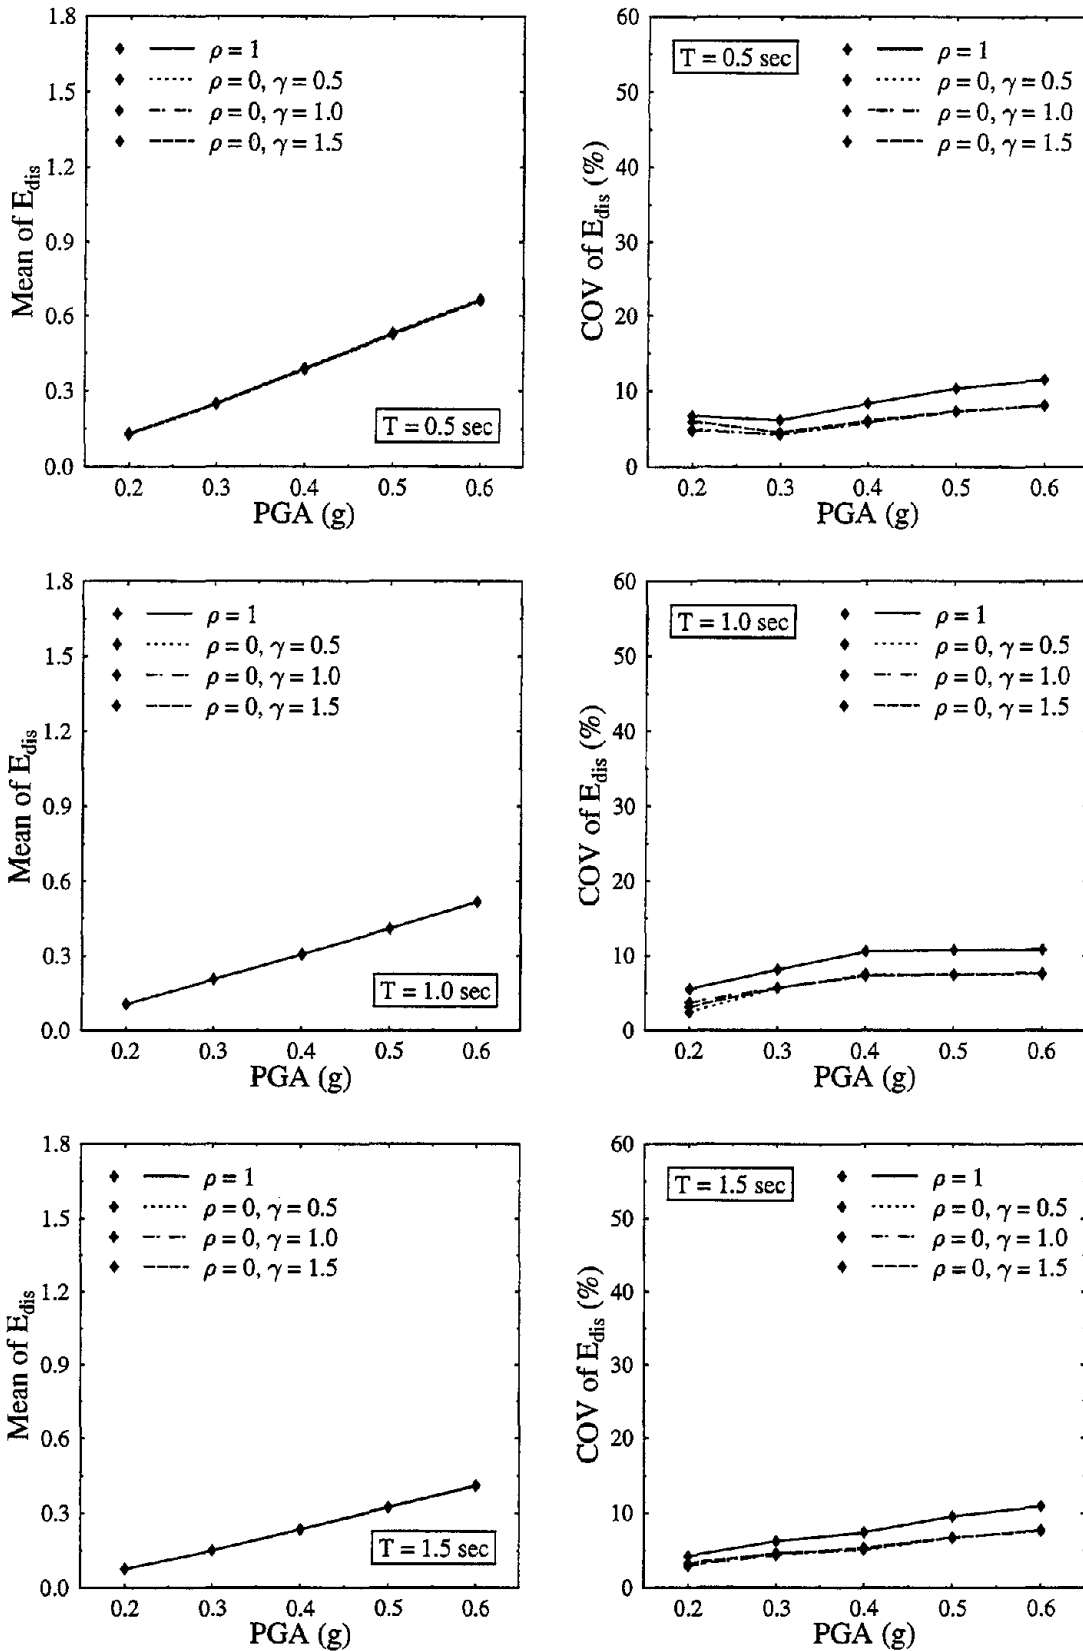 1.8
1.5
1.2
0.9
0.6
0.3
0.0
Mean of E_dis
ρ = 1
ρ = 0, γ = 0.5
ρ = 0, γ = 1.0
ρ = 0, γ = 1.5
T = 0.5 sec
0.2 0.3 0.4 0.5 0.6
PGA (g)
60
50
40
30
20
10
0
COV of E_dis (%)
T = 0.5 sec
ρ = 1
ρ = 0, γ = 0.5
ρ = 0, γ = 1.0
ρ = 0, γ = 1.5
0.2 0.3 0.4 0.5 0.6
PGA (g)
1.8
1.5
1.2
0.9
0.6
0.3
0.0
Mean of E_dis
ρ = 1
ρ = 0, γ = 0.5
ρ = 0, γ = 1.0
ρ = 0, γ = 1.5
T = 1.0 sec
0.2 0.3 0.4 0.5 0.6
PGA (g)
60
50
40
30
20
10
0
COV of E_dis (%)
T = 1.0 sec
ρ = 1
ρ = 0, γ = 0.5
ρ = 0, γ = 1.0
ρ = 0, γ = 1.5
0.2 0.3 0.4 0.5 0.6
PGA (g)
1.8
1.5
1.2
0.9
0.6
0.3
0.0
Mean of E_dis
ρ = 1
ρ = 0, γ = 0.5
ρ = 0, γ = 1.0
ρ = 0, γ = 1.5
T = 1.5 sec
0.2 0.3 0.4 0.5 0.6
PGA (g)
60
50
40
30
20
10
0
COV of E_dis (%)
T = 1.5 sec
ρ = 1
ρ = 0, γ = 0.5
ρ = 0, γ = 1.0
ρ = 0, γ = 1.5
0.2 0.3 0.4 0.5 0.6
PGA (g)